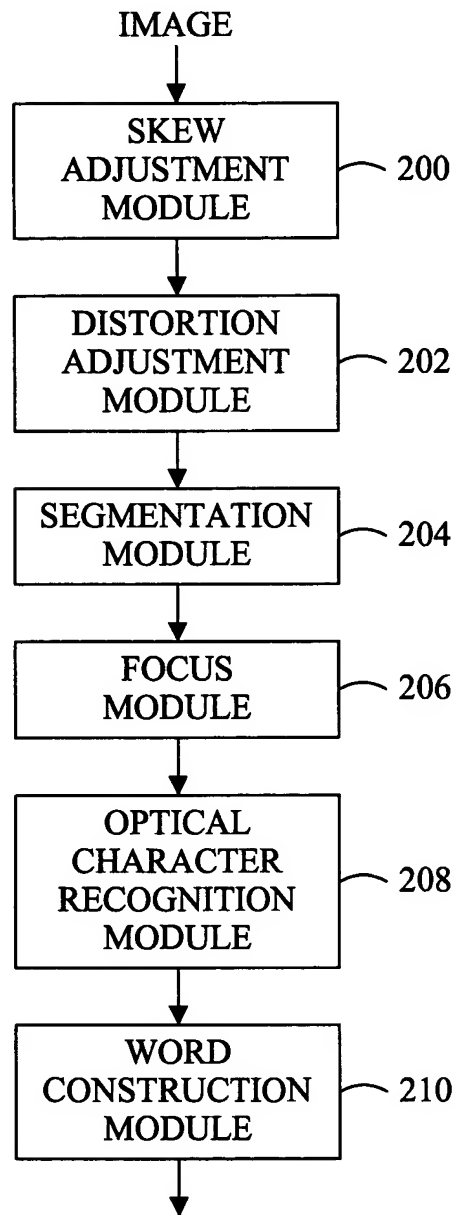 IMAGE
SKEW
ADJUSTMENT
MODULE
200
DISTORTION
ADJUSTMENT
MODULE
202
SEGMENTATION
MODULE
204
FOCUS
MODULE
206
OPTICAL
CHARACTER
RECOGNITION
MODULE
208
WORD
CONSTRUCTION
MODULE
210